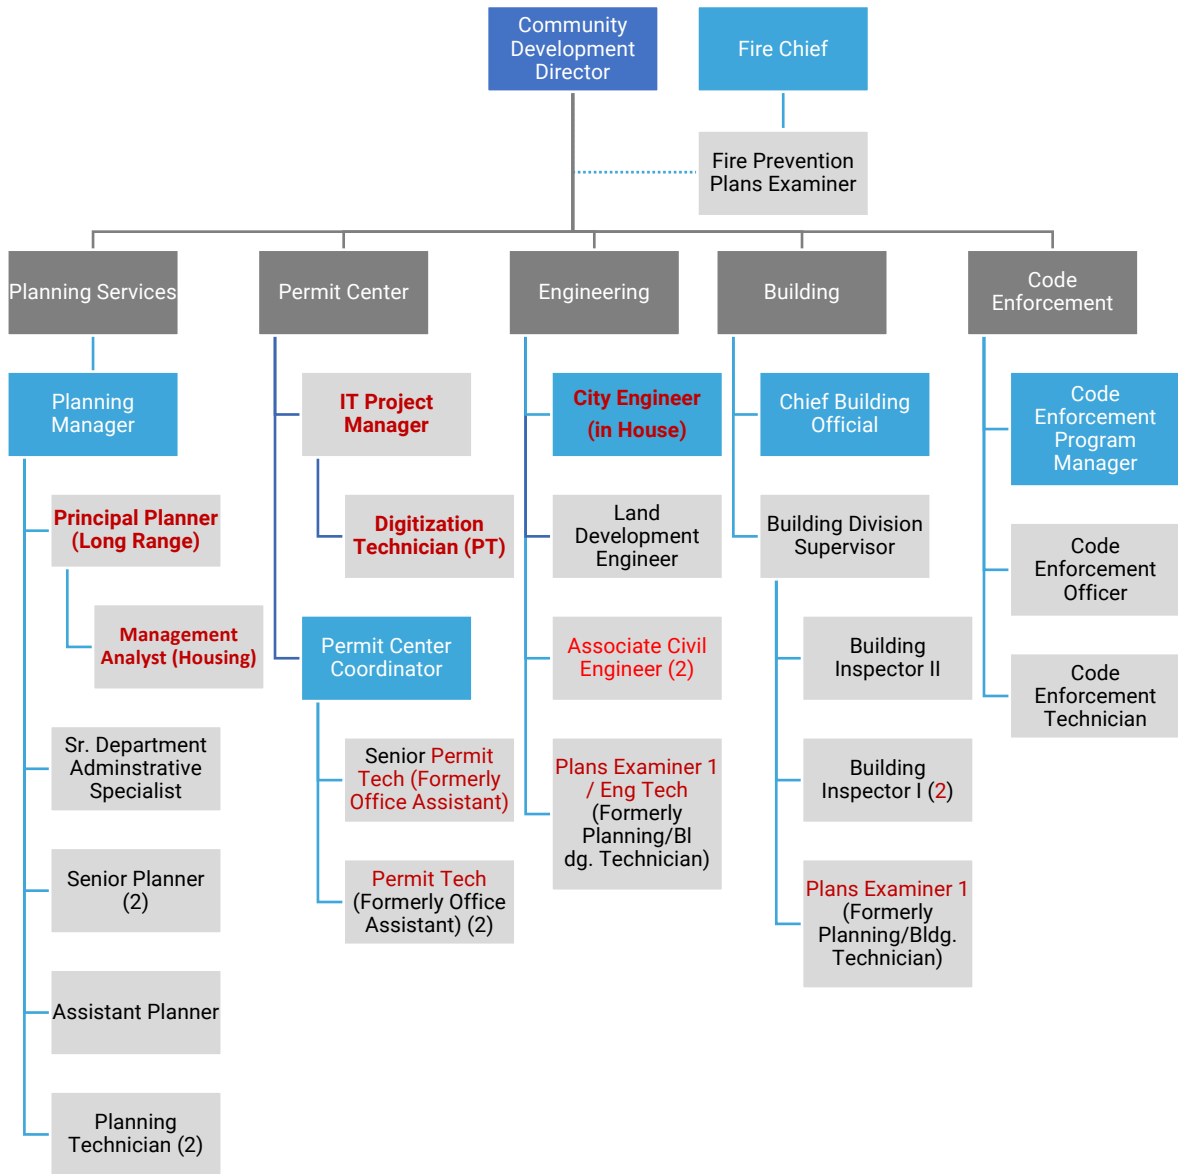 Community
Development
Director
Fire Chief
Fire Prevention
Plans Examiner
Planning Services
Permit Center
Engineering
Building
Code
Enforcement
Planning
Manager
Principal Planner
(Long Range)
Management
Analyst (Housing)
Sr. Department
Adminstrative
Specialist
Senior Planner
(2)
Assistant Planner
Planning
Technician (2)
IT Project
Manager
Digitization
Technician (PT)
Permit Center
Coordinator
Senior Permit
Tech (Formerly
Office Assistant)
Permit Tech
(Formerly Office
Assistant) (2)
City Engineer
(in House)
Land
Development
Engineer
Associate Civil
Engineer (2)
Plans Examiner 1
/ Eng Tech
(Formerly
Planning/Bl
dg. Technician)
Chief Building
Official
Building Division
Supervisor
Building
Inspector II
Building
Inspector I (2)
Plans Examiner 1
(Formerly
Planning/Bldg.
Technician)
Code
Enforcement
Program
Manager
Code
Enforcement
Officer
Code
Enforcement
Technician